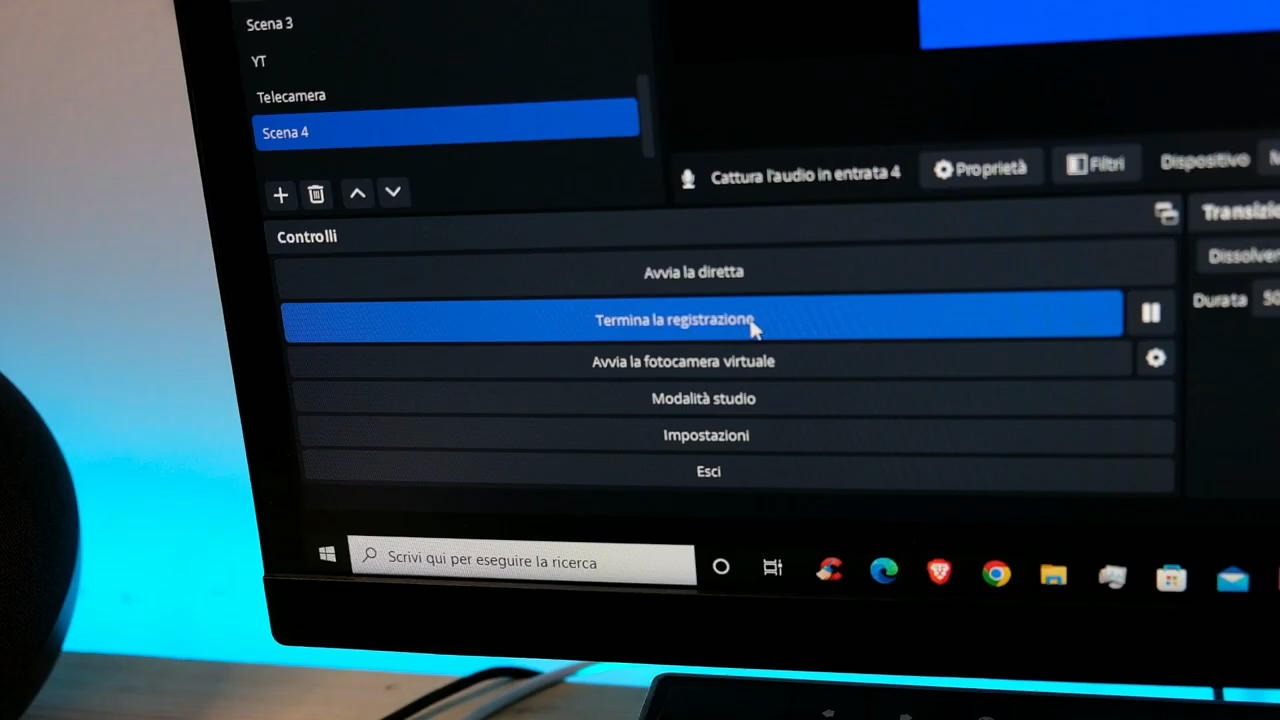 Scena 3
YT
Telecamera
Scena 4
Cattura l'audio in entrata 4
Proprietà
Filtri
Dispositivo
Controlli
Avvia la diretta
Durata
Termina la registrazione
Avvia la fotocamera virtuale
Modalità studio
Impostazioni
Esci
Scrivi qui per eseguire la ricerca